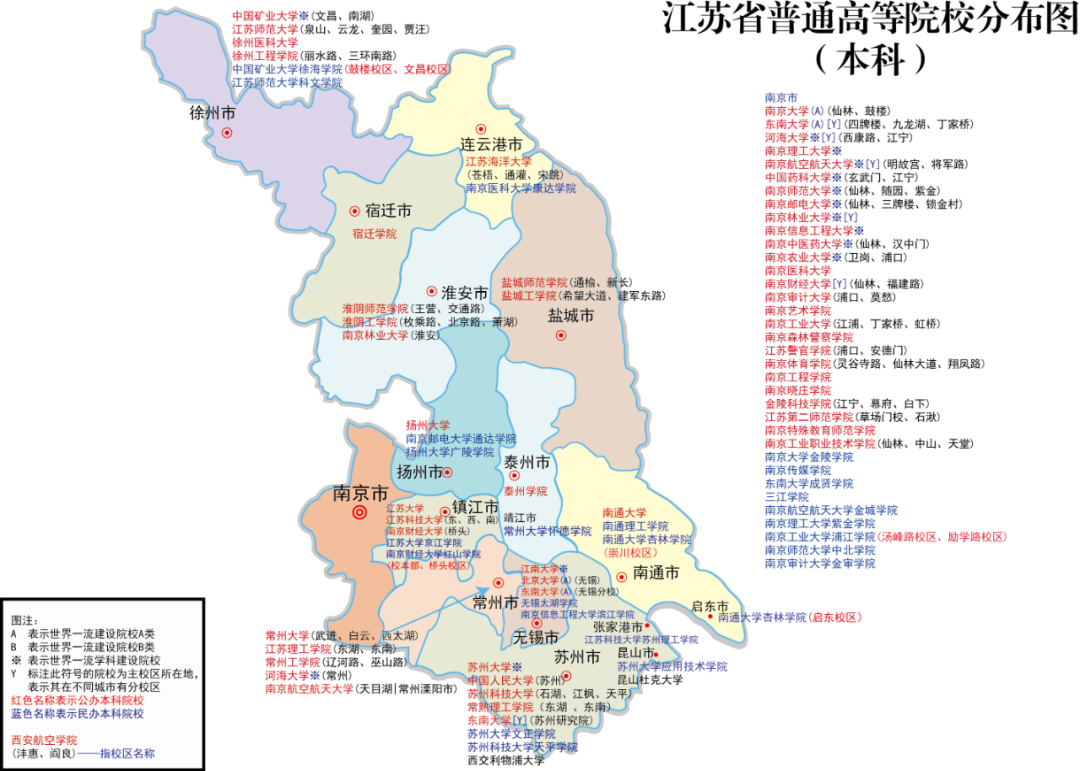 江苏省普通高等院校分布图
（本科）
中国矿业大学※(文昌、南湖)
江苏师范大学(泉山、云龙、奎园、贾汪)
徐州医科大学
徐州工程学院(丽水路、三环南路)
中国矿业大学徐海学院(鼓楼校区、文昌校区)
江苏师范大学科文学院
徐州市
连云港市
江苏海洋大学
(苍梧、通灌、宋跳)
南京医科大学康达学院
宿迁市
宿迁学院
淮安市
淮阴师范学院(王营、交通路)
淮阴工学院(枚乘路、北京路、萧湖)
南京林业大学(淮安)
盐城师范学院(通榆、新长)
盐城工学院(希望大道、建军东路)
盐城市
扬州大学
南京邮电大学通达学院
扬州大学广陵学院
扬州市
泰州市
泰州学院
靖江市
常州大学怀德学院
南京市
镇江市
江苏大学
江苏科技大学(东、西、南)
南京财经大学(桥头)
江苏大学京江学院
南京财经大学红山学院
(校本部、桥头校区)
南通大学
南通理工学院
南通大学杏林学院
(崇川校区)
南通市
启东市
南通大学杏林学院(启东校区)
江南大学※
北京大学(A)(无锡)
东南大学(A)(无锡分校)
无锡太湖学院
南京信息工程大学滨江学院
常州市
无锡市
张家港市
江苏科技大学苏州理工学院
昆山市
苏州大学应用技术学院
昆山杜克大学
苏州市
常州大学(武进、白云、西太湖)
江苏理工学院(东湖、东南)
常州工学院(辽河路、巫山路)
河海大学※(常州)
南京航空航天大学(天目湖|常州溧阳市)
苏州大学※
中国人民大学(苏州)
苏州科技大学(石湖、江枫、天平)
常熟理工学院(东湖、东南)
东南大学[Y](苏州研究院)
苏州大学文正学院
苏州科技大学天平学院
西交利物浦大学
南京市
南京大学(A)(仙林、鼓楼)
东南大学(A)[Y](四牌楼、九龙湖、丁家桥)
河海大学※[Y](西康路、江宁)
南京理工大学※
南京航空航天大学※[Y](明故宫、将军路)
中国药科大学※(玄武门、江宁)
南京师范大学※(仙林、随园、紫金)
南京邮电大学※(仙林、三牌楼、锁金村)
南京林业大学※[Y]
南京信息工程大学※
南京中医药大学※(仙林、汉中门)
南京农业大学※(卫岗、浦口)
南京医科大学
南京财经大学[Y](仙林、福建路)
南京审计大学(浦口、莫愁)
南京艺术学院
南京工业大学(江浦、丁家桥、虹桥)
南京森林警察学院
江苏警官学院(浦口、安德门)
南京体育学院(灵谷寺路、仙林大道、翔凤路)
南京工程学院
南京晓庄学院
金陵科技学院(江宁、幕府、白下)
江苏第二师范学院(草场门校、石湫)
南京特殊教育师范学院
南京工业职业技术学院(仙林、中山、天堂)
南京大学金陵学院
南京传媒学院
东南大学成贤学院
三江学院
南京航空航天大学金城学院
南京理工大学紫金学院
南京工业大学浦江学院(汤峰路校区、励学路校区)
南京师范大学中北学院
南京审计大学金审学院
图注：
A 表示世界一流建设院校A类
B 表示世界一流建设院校B类
※ 表示世界一流学科建设院校
Y 标注此符号的院校为主校区所在地，
表示其在不同城市有分校区
红色名称表示公办本科院校
蓝色名称表示民办本科院校
西安航空学院
(沣惠、阎良)——指校区名称